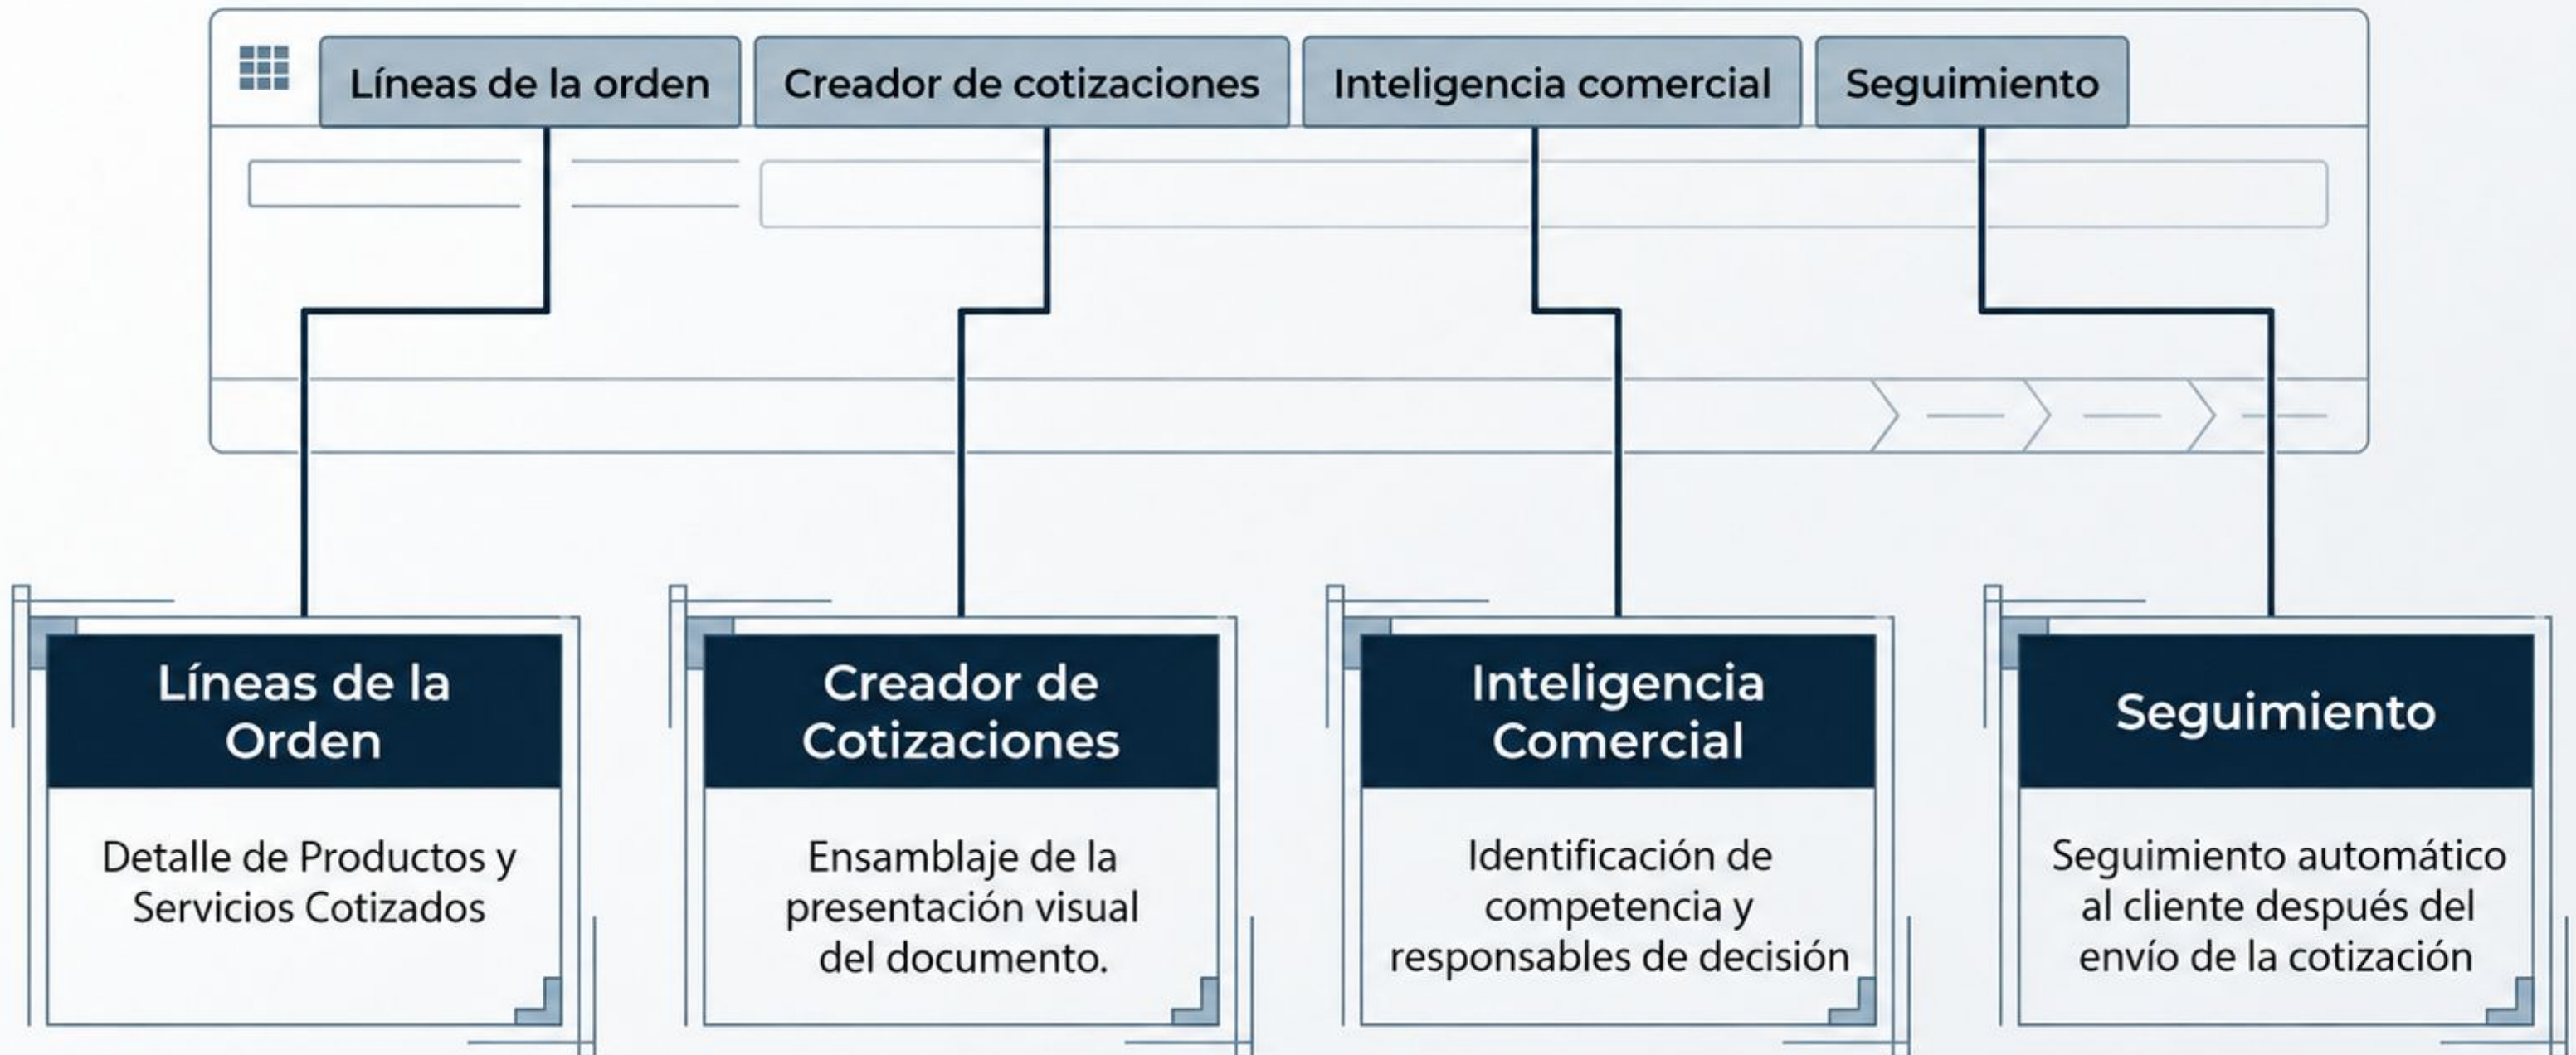 Líneas de la orden
Creador de cotizaciones
Inteligencia comercial
Seguimiento
Líneas de la
Orden
Detalle de Productos y
Servicios Cotizados
Creador de
Cotizaciones
Ensamblaje de la
presentación visual
del documento.
Inteligencia
Comercial
Identificación de
competencia y
responsables de decisión
Seguimiento
Seguimiento automático
al cliente después del
envío de la cotización